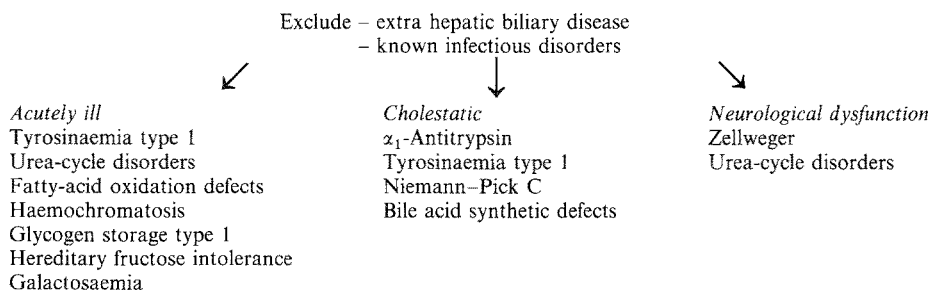 Exclude – extra hepatic biliary disease
– known infectious disorders
Acutely ill
Tyrosinaemia type 1
Urea-cycle disorders
Fatty-acid oxidation defects
Haemochromatosis
Glycogen storage type 1
Hereditary fructose intolerance
Galactosaemia
Cholestatic
α₁-Antitrypsin
Tyrosinaemia type 1
Niemann–Pick C
Bile acid synthetic defects
Neurological dysfunction
Zellweger
Urea-cycle disorders